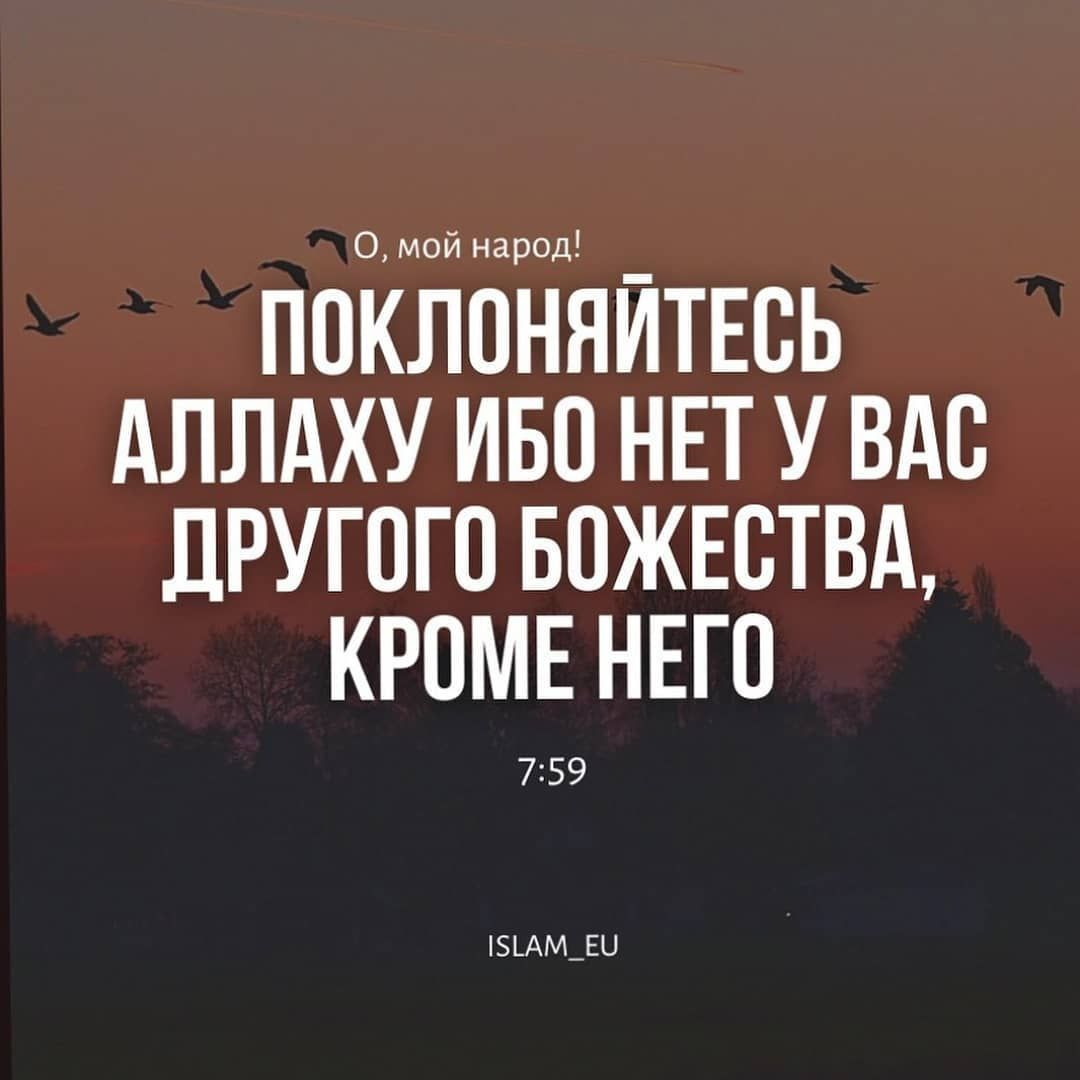 О, мой народ!
ПОКЛОНЯЙТЕСЬ
АЛЛАХУ ИБО НЕТ У ВАС
ДРУГОГО БОЖЕСТВА,
КРОМЕ НЕГО
7:59
ISLAM_EU